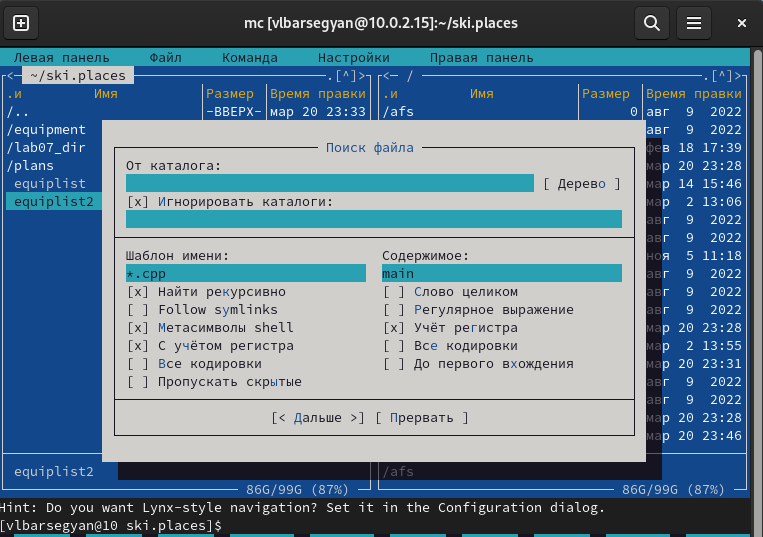 mc [vlbarsegyan@10.0.2.15]:~/ski.places
Левая панель Файл Команда Настройки Правая панель
<─ ~/ski.places .[^]> <─ / .[^]>
.и Имя Размер Время правки .и Имя Размер Время правки
/.. -ВВЕРХ- мар 20 23:33 /afs 0 авг 9 2022
/equipment авг 9 2022
/lab07_dir фев 18 17:39
/plans мар 20 23:28
equiplist мар 14 15:46
equiplist2 мар 2 13:06
авг 9 2022
авг 9 2022
ноя 5 11:18
авг 9 2022
мар 20 23:28
мар 2 13:55
мар 20 23:31
авг 9 2022
авг 9 2022
мар 20 23:28
мар 20 23:46
Поиск файла
От каталога:
[ Дерево ]
[x] Игнорировать каталоги:
Шаблон имени: Содержимое:
*.cpp main
[x] Найти рекурсивно [ ] Слово целиком
[ ] Follow symlinks [ ] Регулярное выражение
[x] Метасимволы shell [x] Учёт регистра
[x] С учётом регистра [ ] Все кодировки
[ ] Все кодировки [ ] До первого вхождения
[ ] Пропускать скрытые
[< Дальше >] [ Прервать ]
equiplist2 /afs
86G/99G (87%) 86G/99G (87%)
Hint: Do you want Lynx-style navigation? Set it in the Configuration dialog.
[vlbarsegyan@10 ski.places]$